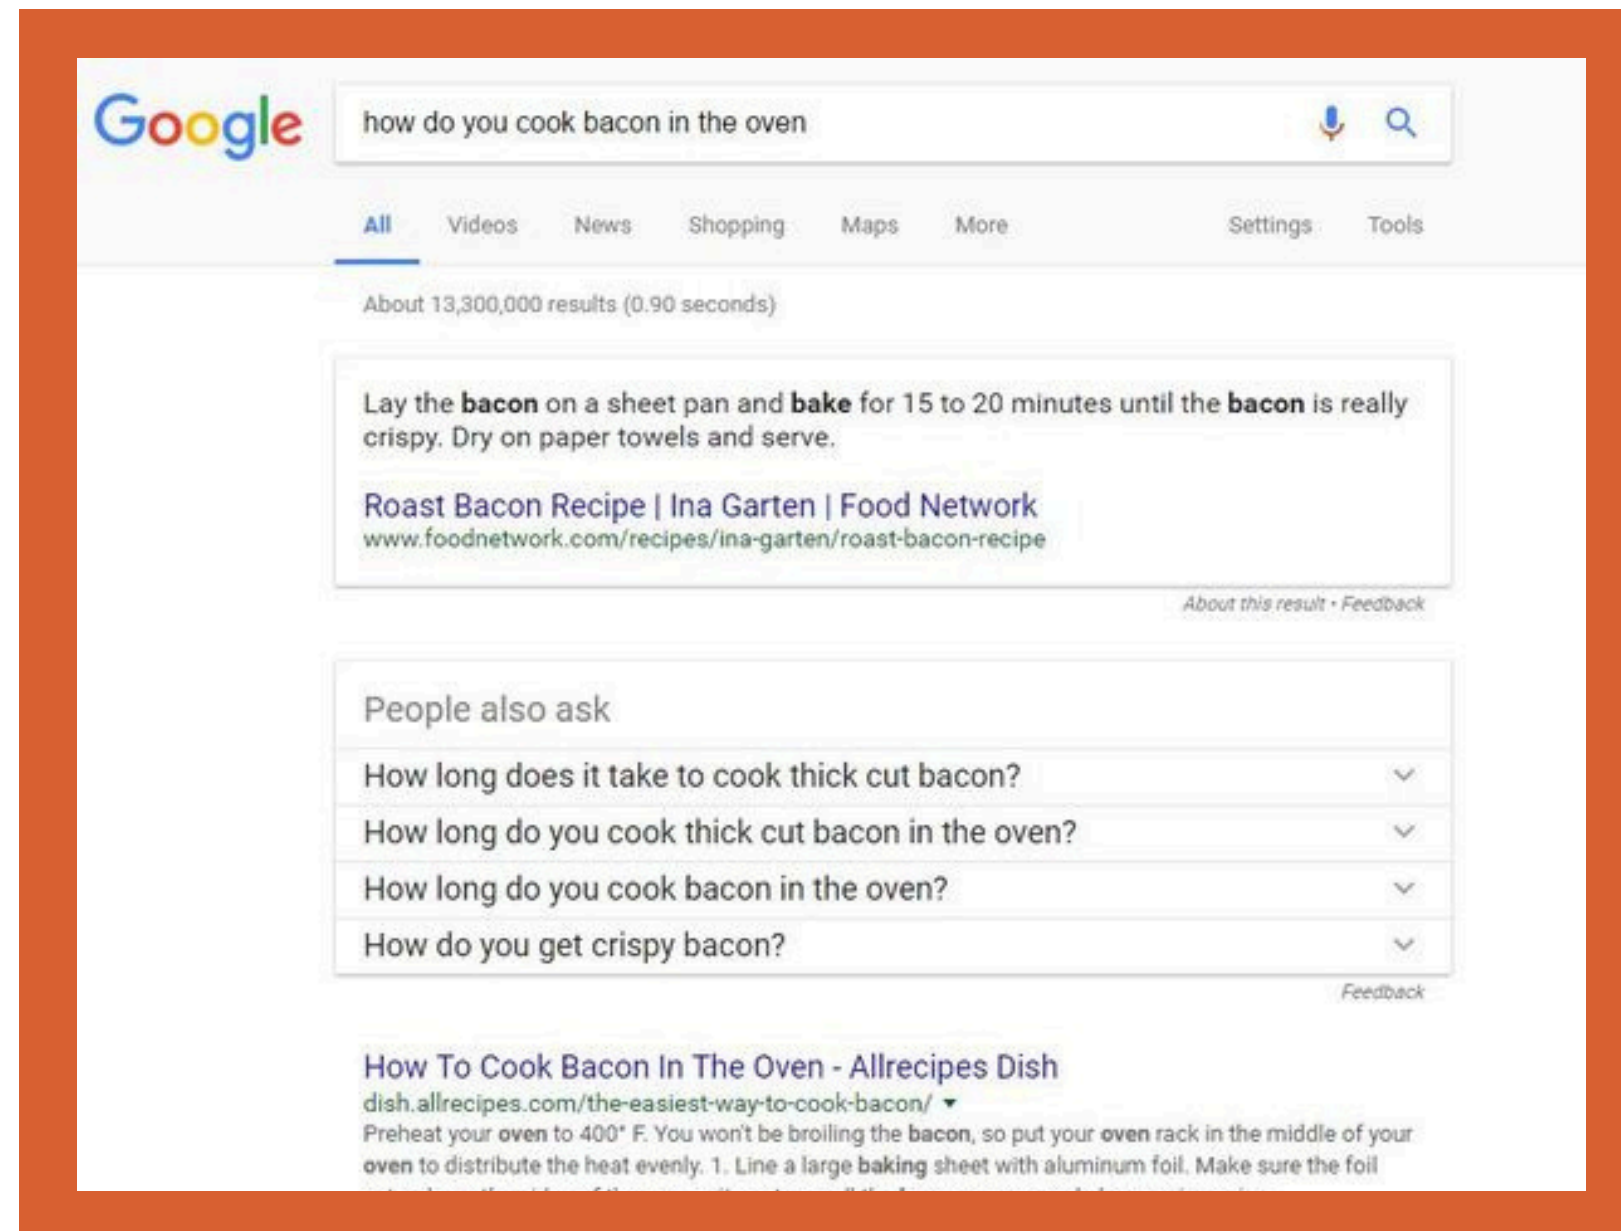 Google
how do you cook bacon in the oven
All Videos News Shopping Maps More Settings Tools
About 13,300,000 results (0.90 seconds)
Lay the bacon on a sheet pan and bake for 15 to 20 minutes until the bacon is really
crispy. Dry on paper towels and serve.
Roast Bacon Recipe | Ina Garten | Food Network
www.foodnetwork.com/recipes/ina-garten/roast-bacon-recipe
About this result • Feedback
People also ask
How long does it take to cook thick cut bacon?
How long do you cook thick cut bacon in the oven?
How long do you cook bacon in the oven?
How do you get crispy bacon?
Feedback
How To Cook Bacon In The Oven - Allrecipes Dish
dish.allrecipes.com/the-easiest-way-to-cook-bacon/
Preheat your oven to 400° F. You won't be broiling the bacon, so put your oven rack in the middle of your
oven to distribute the heat evenly. 1. Line a large baking sheet with aluminum foil. Make sure the foil